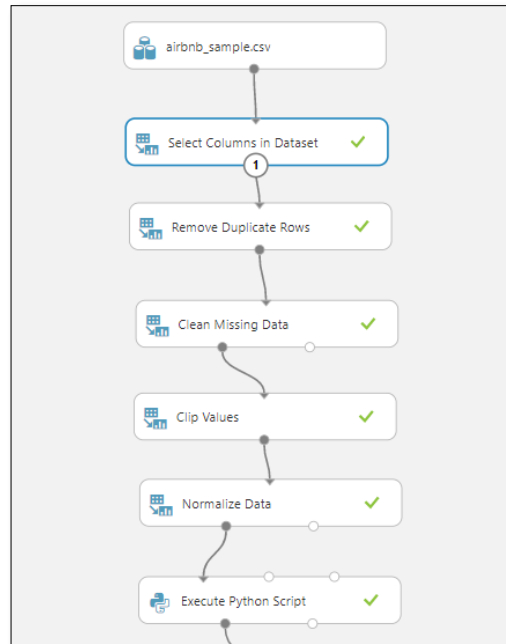 airbnb_sample.csv
Select Columns in Dataset
1
Remove Duplicate Rows
Clean Missing Data
Clip Values
Normalize Data
Execute Python Script